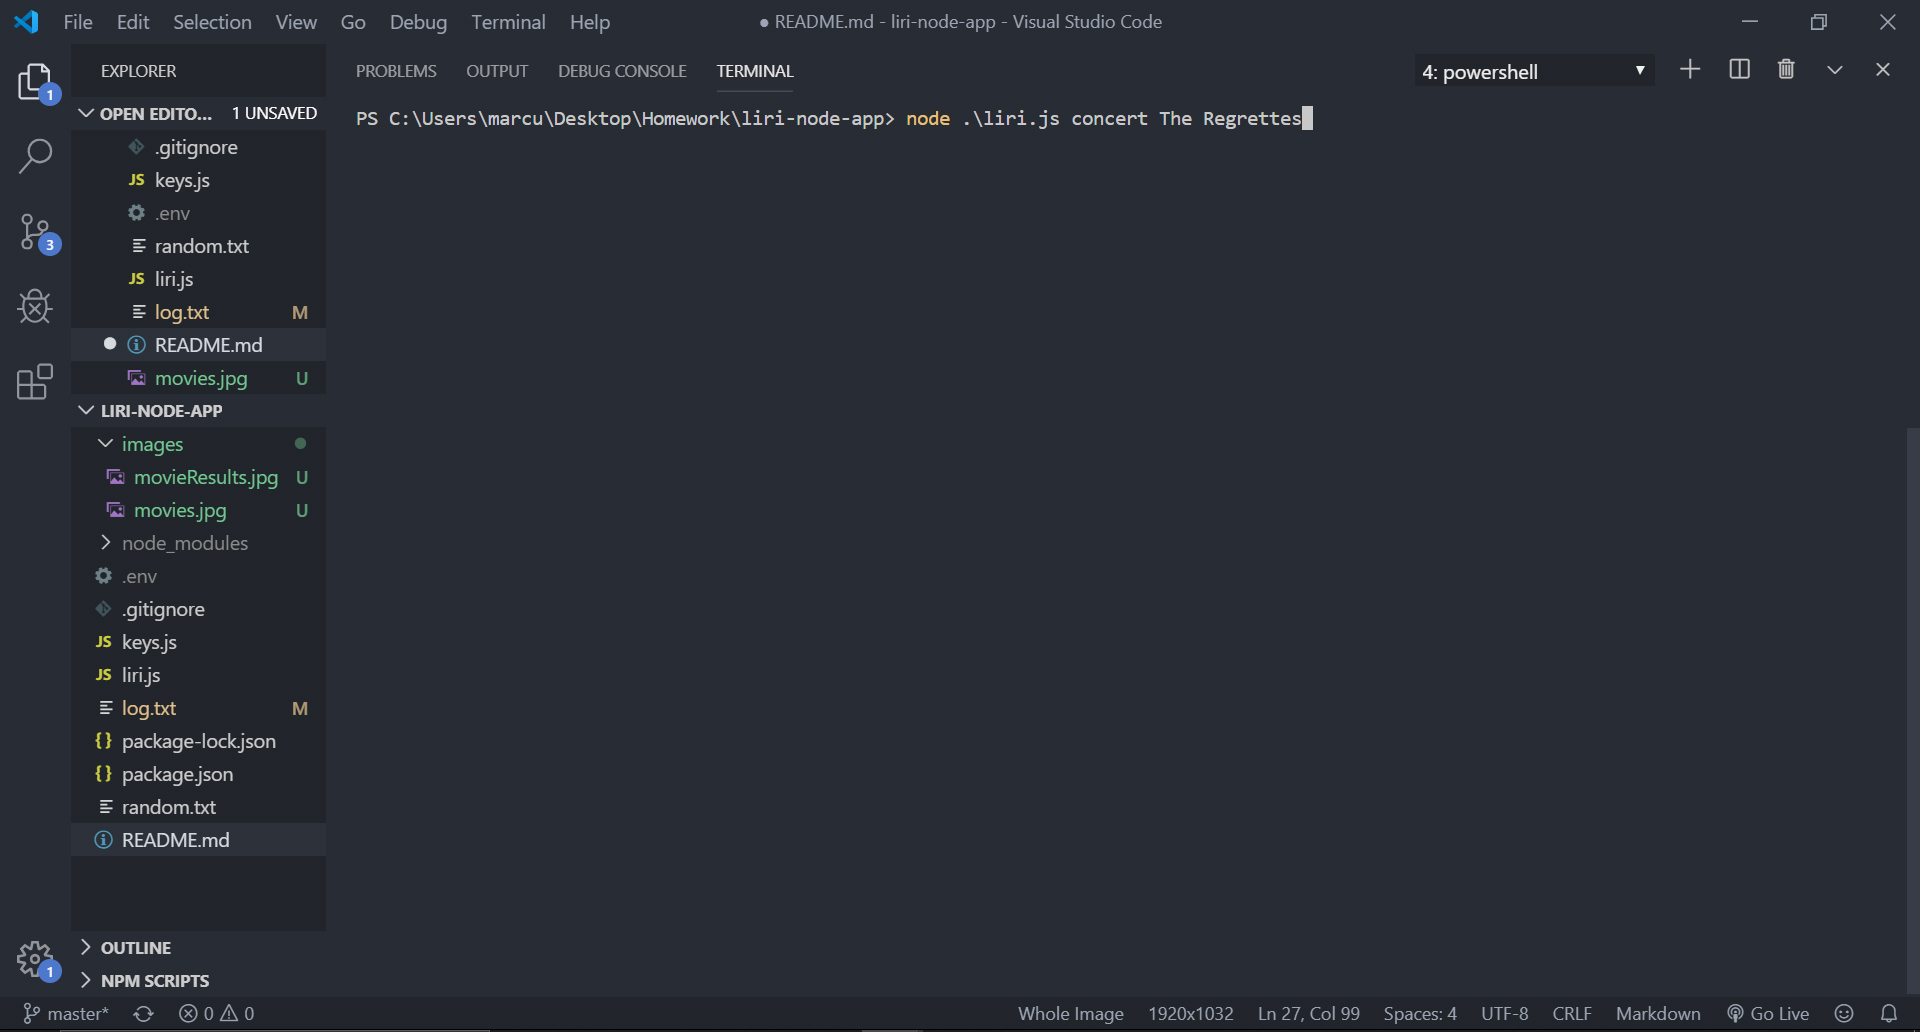 File Edit Selection View Go Debug Terminal Help
● README.md - liri-node-app - Visual Studio Code
EXPLORER
OPEN EDITO... 1 UNSAVED
.gitignore
JS keys.js
.env
random.txt
JS liri.js
log.txt M
README.md
movies.jpg U
LIRI-NODE-APP
images
movieResults.jpg U
movies.jpg U
node_modules
.env
.gitignore
JS keys.js
JS liri.js
log.txt M
{} package-lock.json
{} package.json
random.txt
README.md
OUTLINE
NPM SCRIPTS
1
3
1
PROBLEMS OUTPUT DEBUG CONSOLE TERMINAL
4: powershell
PS C:\Users\marcu\Desktop\Homework\liri-node-app> node .\liri.js concert The Regrettes
master* 0 0
Whole Image 1920x1032 Ln 27, Col 99 Spaces: 4 UTF-8 CRLF Markdown Go Live